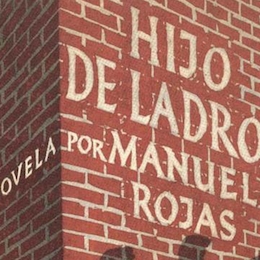 HIJO
DE LADRO
OVELA POR MANUEL
ROJAS